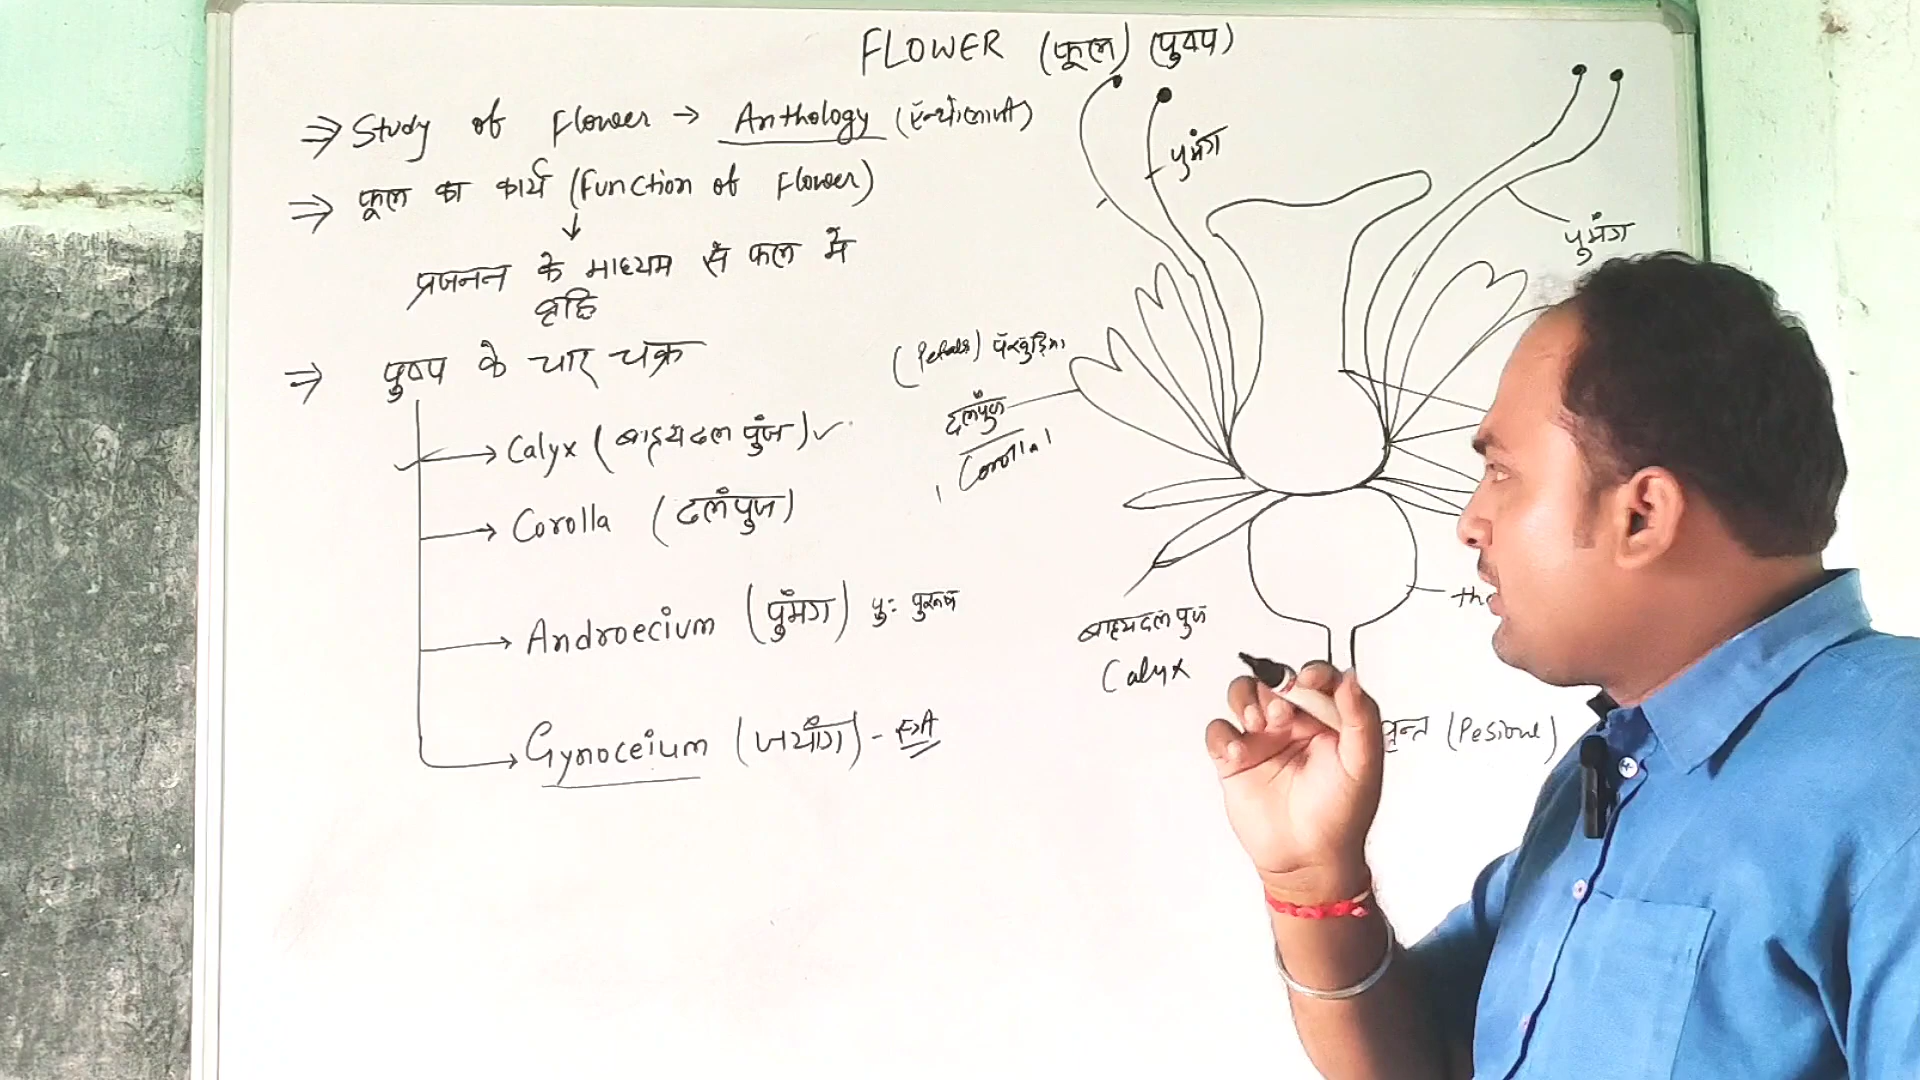 FLOWER (फूल) (पुष्प)
⇒ Study of Flower → Anthology (एन्थोलॉजी)
⇒ फूल का कार्य (Function of Flower)
↓
प्रजनन के माध्यम से फल में
वृद्धि
⇒ पुष्प के चार चक्र
→ Calyx (बाह्यदल पुंज) ✓
→ Corolla (दलपुंज)
→ Androecium (पुमंग) पु: पुरूष
→ Gynoceium (जायांग) - स्त्री
पुमंग
पुमंग
(Petals)
दलपुंज
Corolla
बाह्यदलपुंज
Calyx
वृन्त